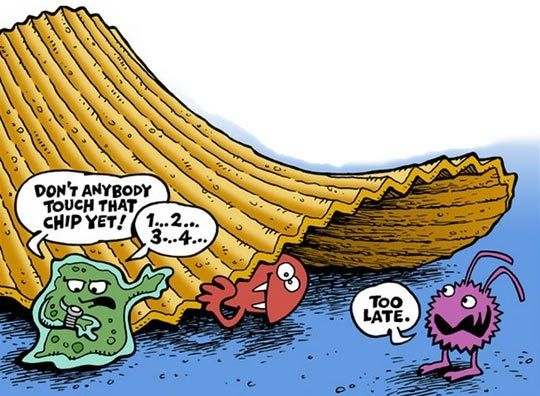 DON'T ANYBODY
TOUCH THAT
CHIP YET!
1...2...
3...4...
TOO
LATE.